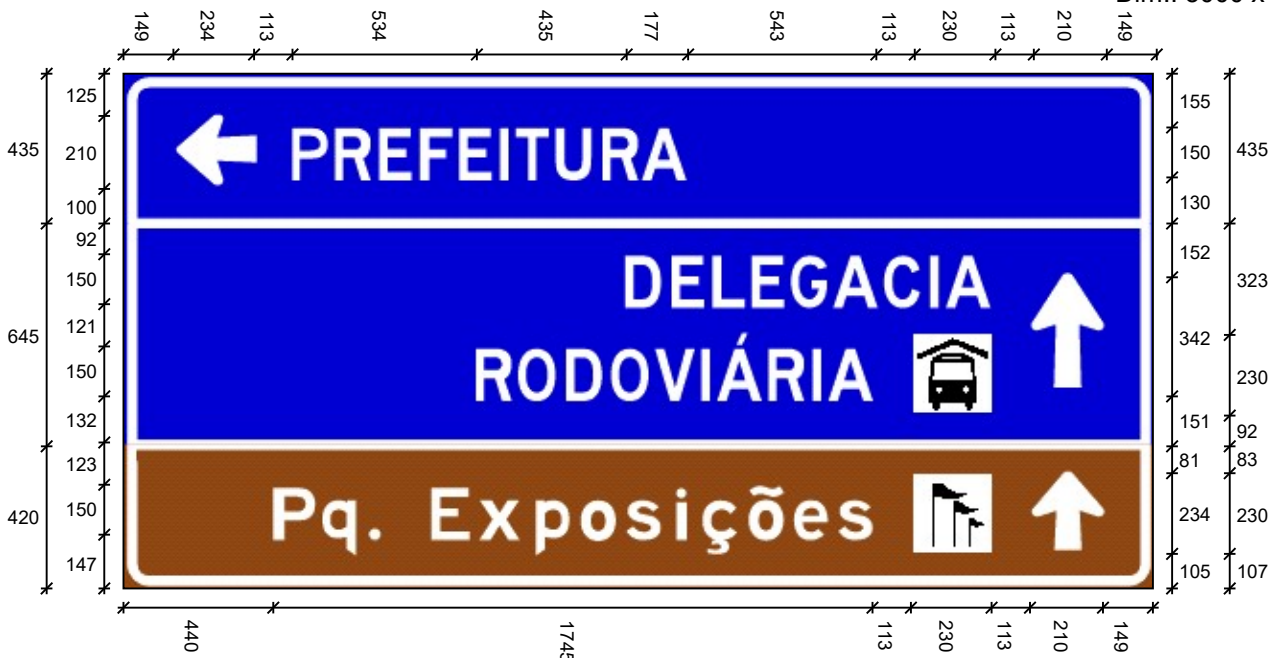 Dim.: 3000 x
149 234 113 534 435 177 543 113 230 113 210 149
435 645 420
125 210 100 92 150 121 150 132 123 150 147
PREFEITURA
DELEGACIA
RODOVIÁRIA
Pq. Exposições
155 150 130 152 342 151 81 234 105
435 323 230 92 83 230 107
440 1745 113 230 113 210 149